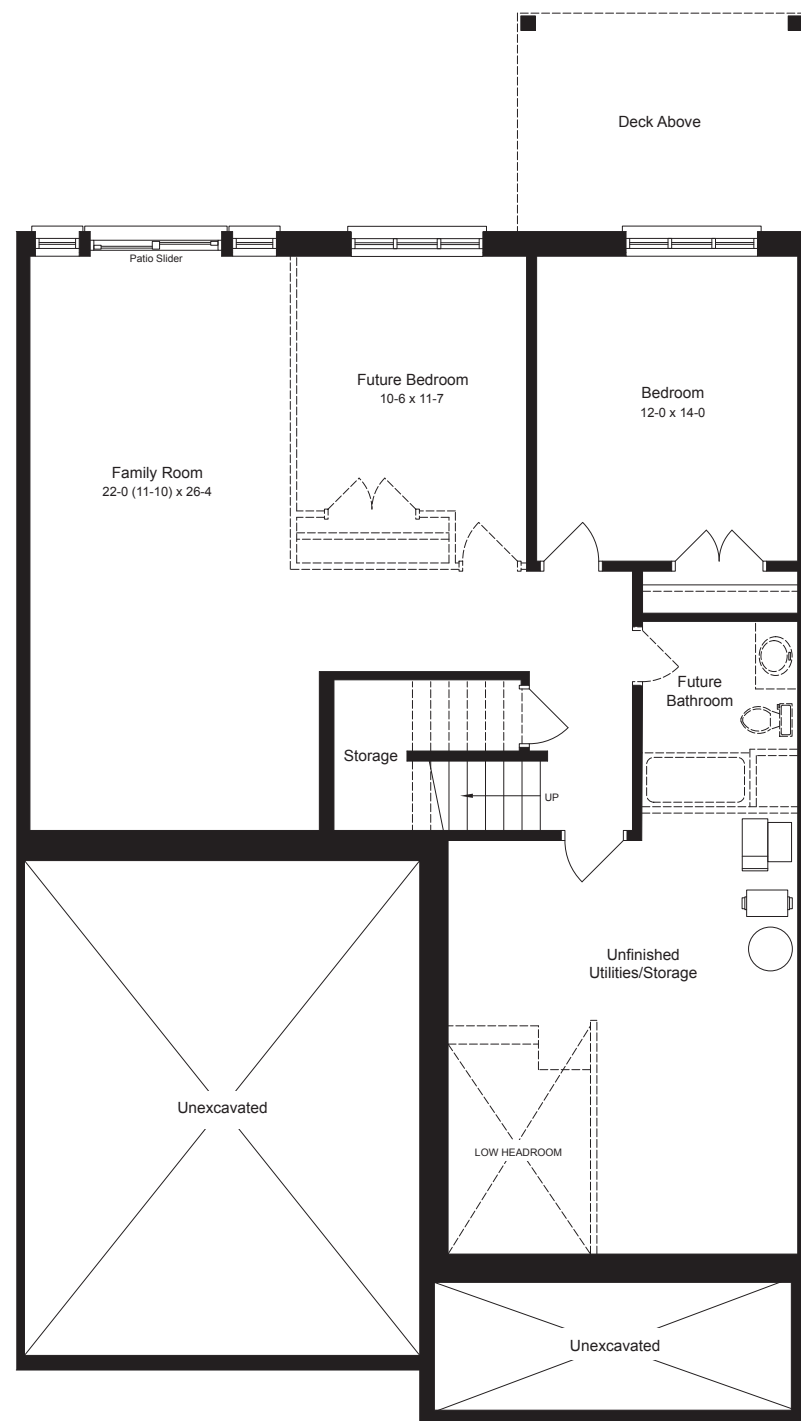 Deck Above
Patio Slider
Future Bedroom
10-6 x 11-7
Bedroom
12-0 x 14-0
Family Room
22-0 (11-10) x 26-4
Future
Bathroom
Storage
UP
Unfinished
Utilities/Storage
Unexcavated
LOW HEADROOM
Unexcavated